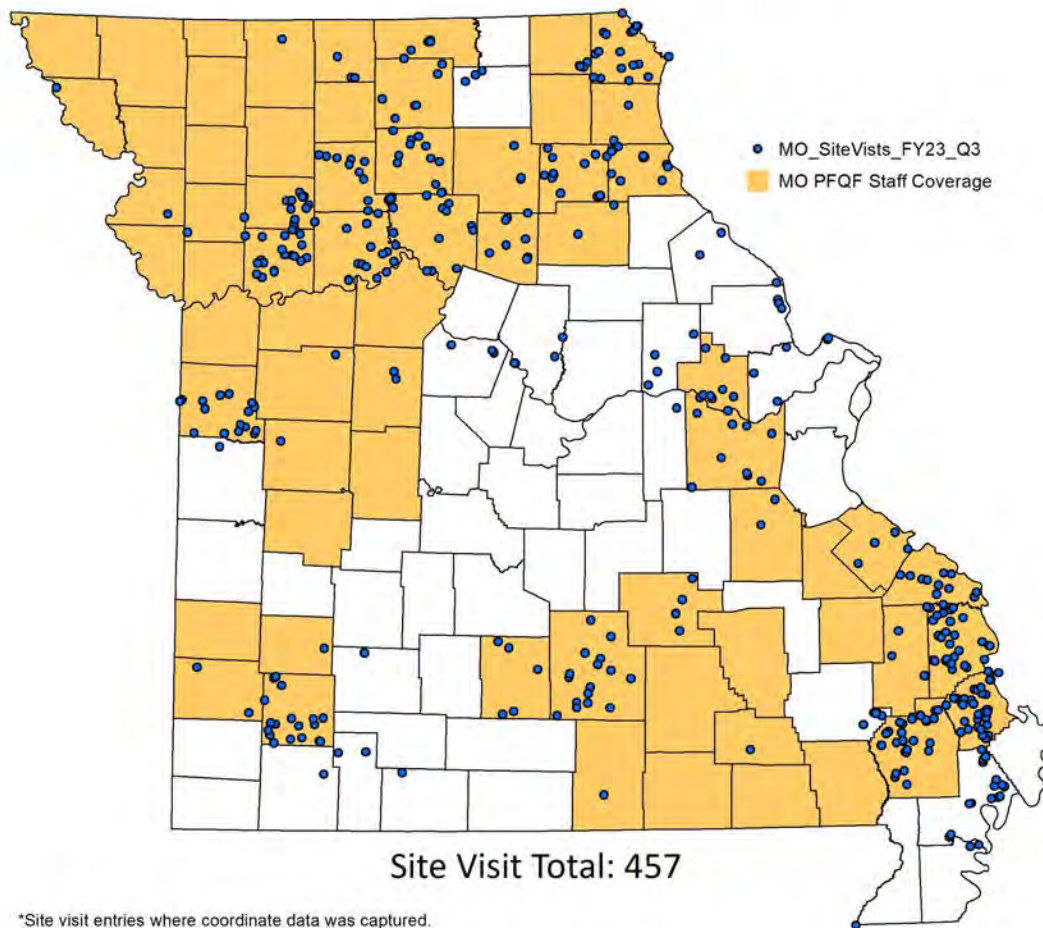 MO_SiteVists_FY23_Q3
MO PFQF Staff Coverage
Site Visit Total: 457
*Site visit entries where coordinate data was captured.